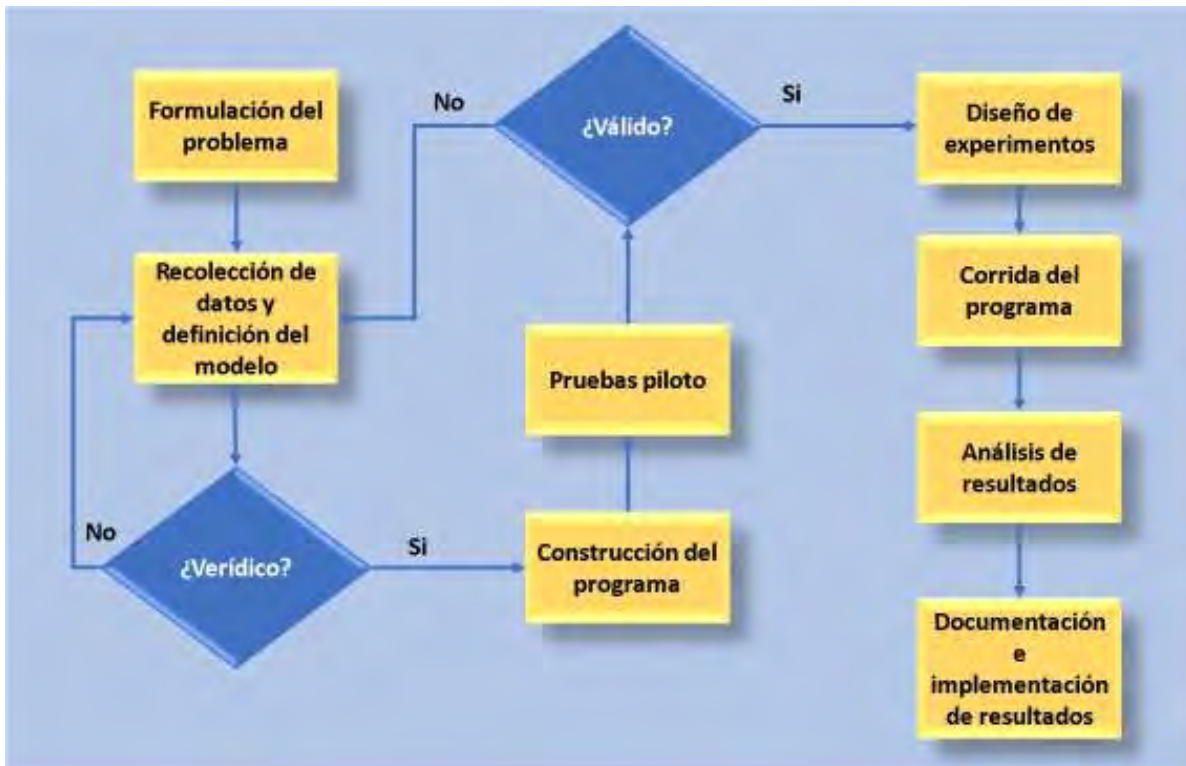 Formulación del
problema
Recolección de
datos y
definición del
modelo
¿Verídico?
No
Si
Construcción del
programa
Pruebas piloto
¿Válido?
No
Si
Diseño de
experimentos
Corrida del
programa
Análisis de
resultados
Documentación
e
implementación
de resultados